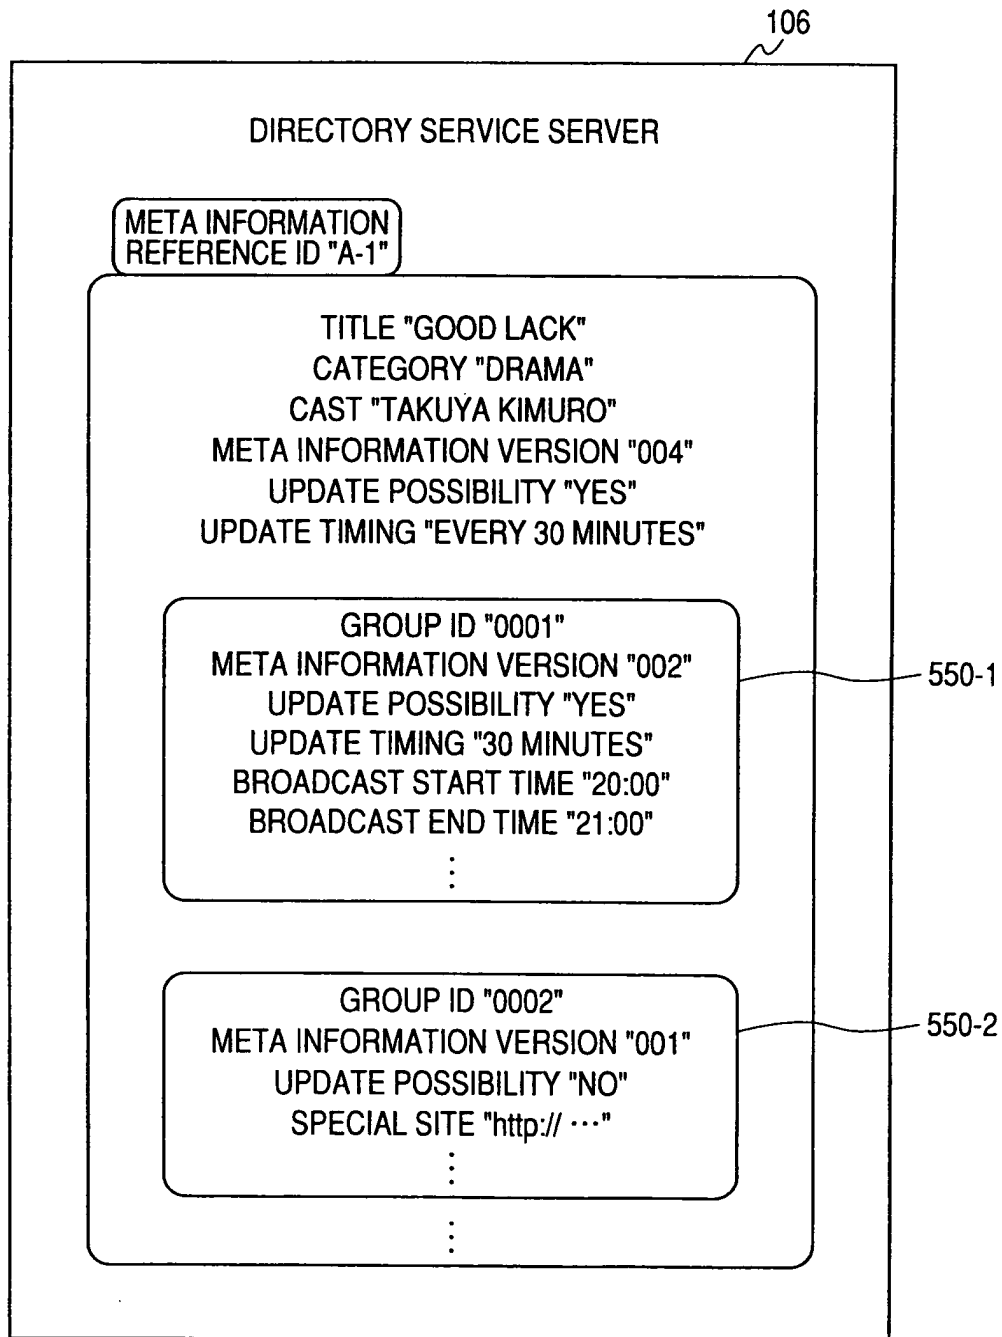 106
DIRECTORY SERVICE SERVER
META INFORMATION
REFERENCE ID "A-1"
TITLE "GOOD LACK"
CATEGORY "DRAMA"
CAST "TAKUYA KIMURO"
META INFORMATION VERSION "004"
UPDATE POSSIBILITY "YES"
UPDATE TIMING "EVERY 30 MINUTES"
GROUP ID "0001"
META INFORMATION VERSION "002"
UPDATE POSSIBILITY "YES"
UPDATE TIMING "30 MINUTES"
BROADCAST START TIME "20:00"
BROADCAST END TIME "21:00"
⋮
550-1
GROUP ID "0002"
META INFORMATION VERSION "001"
UPDATE POSSIBILITY "NO"
SPECIAL SITE "http:// ···"
⋮
550-2
⋮